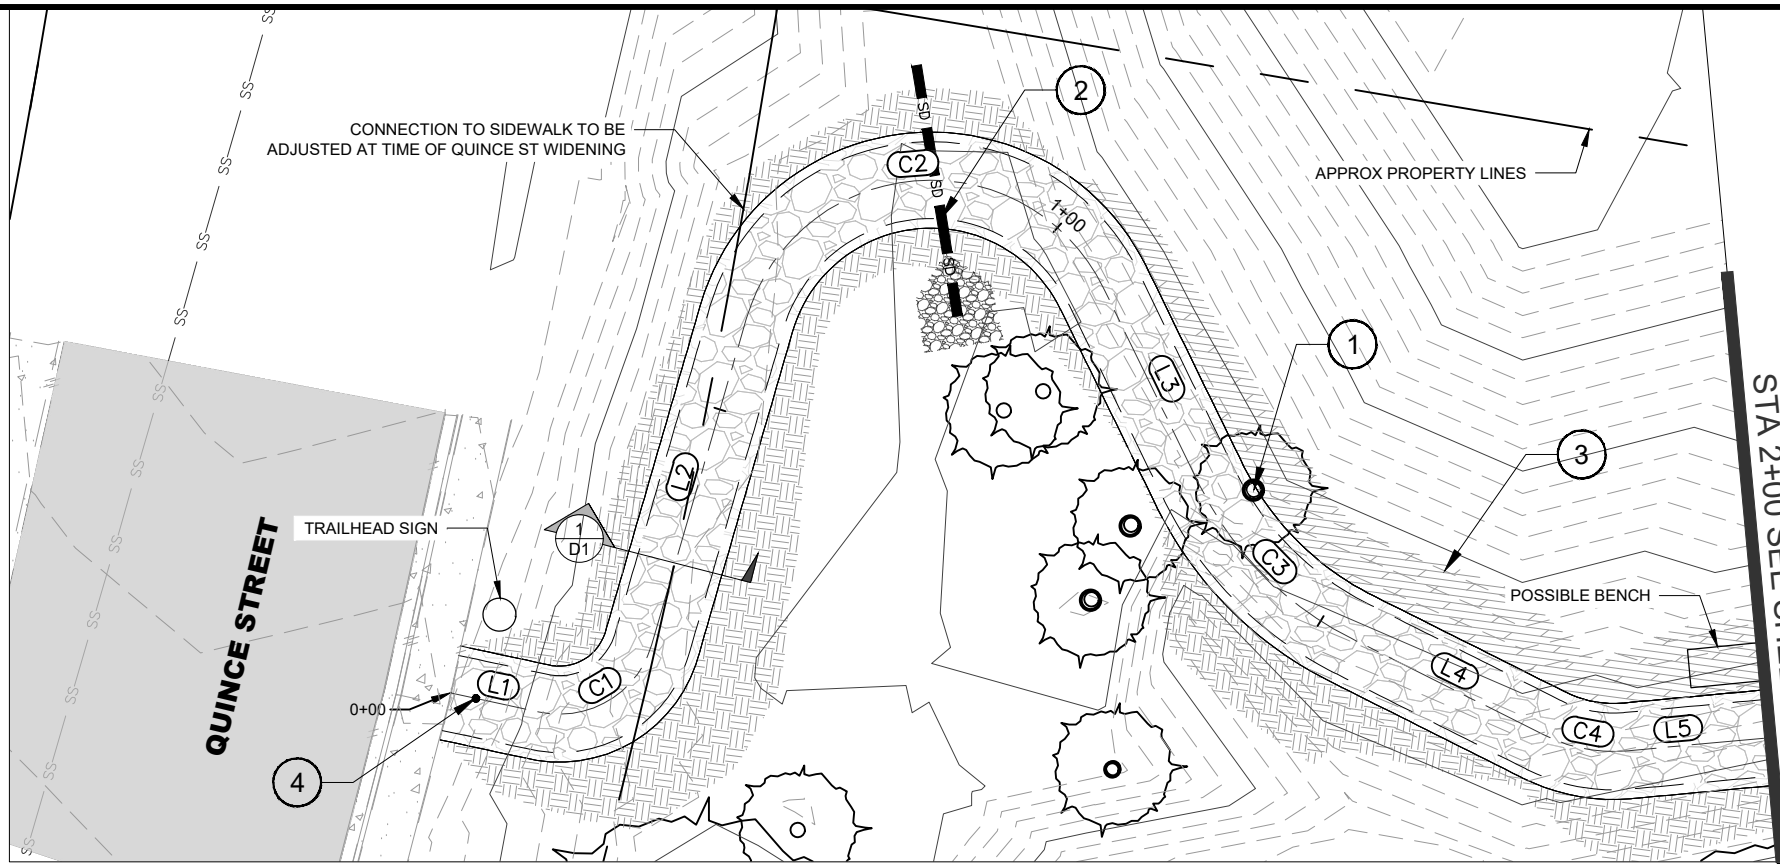 SS
SS
SS
SS
SS
SS
SS
SS
SS
SS
CONNECTION TO SIDEWALK TO BE
ADJUSTED AT TIME OF QUINCE ST WIDENING
SD
SD
SD
2
C2
1+00
APPROX PROPERTY LINES
1
L3
3
L2
TRAILHEAD SIGN
1
D1
QUINCE STREET
C3
POSSIBLE BENCH
L1
C1
0+00
4
L4
C4
L5
STA 2+00 SEE